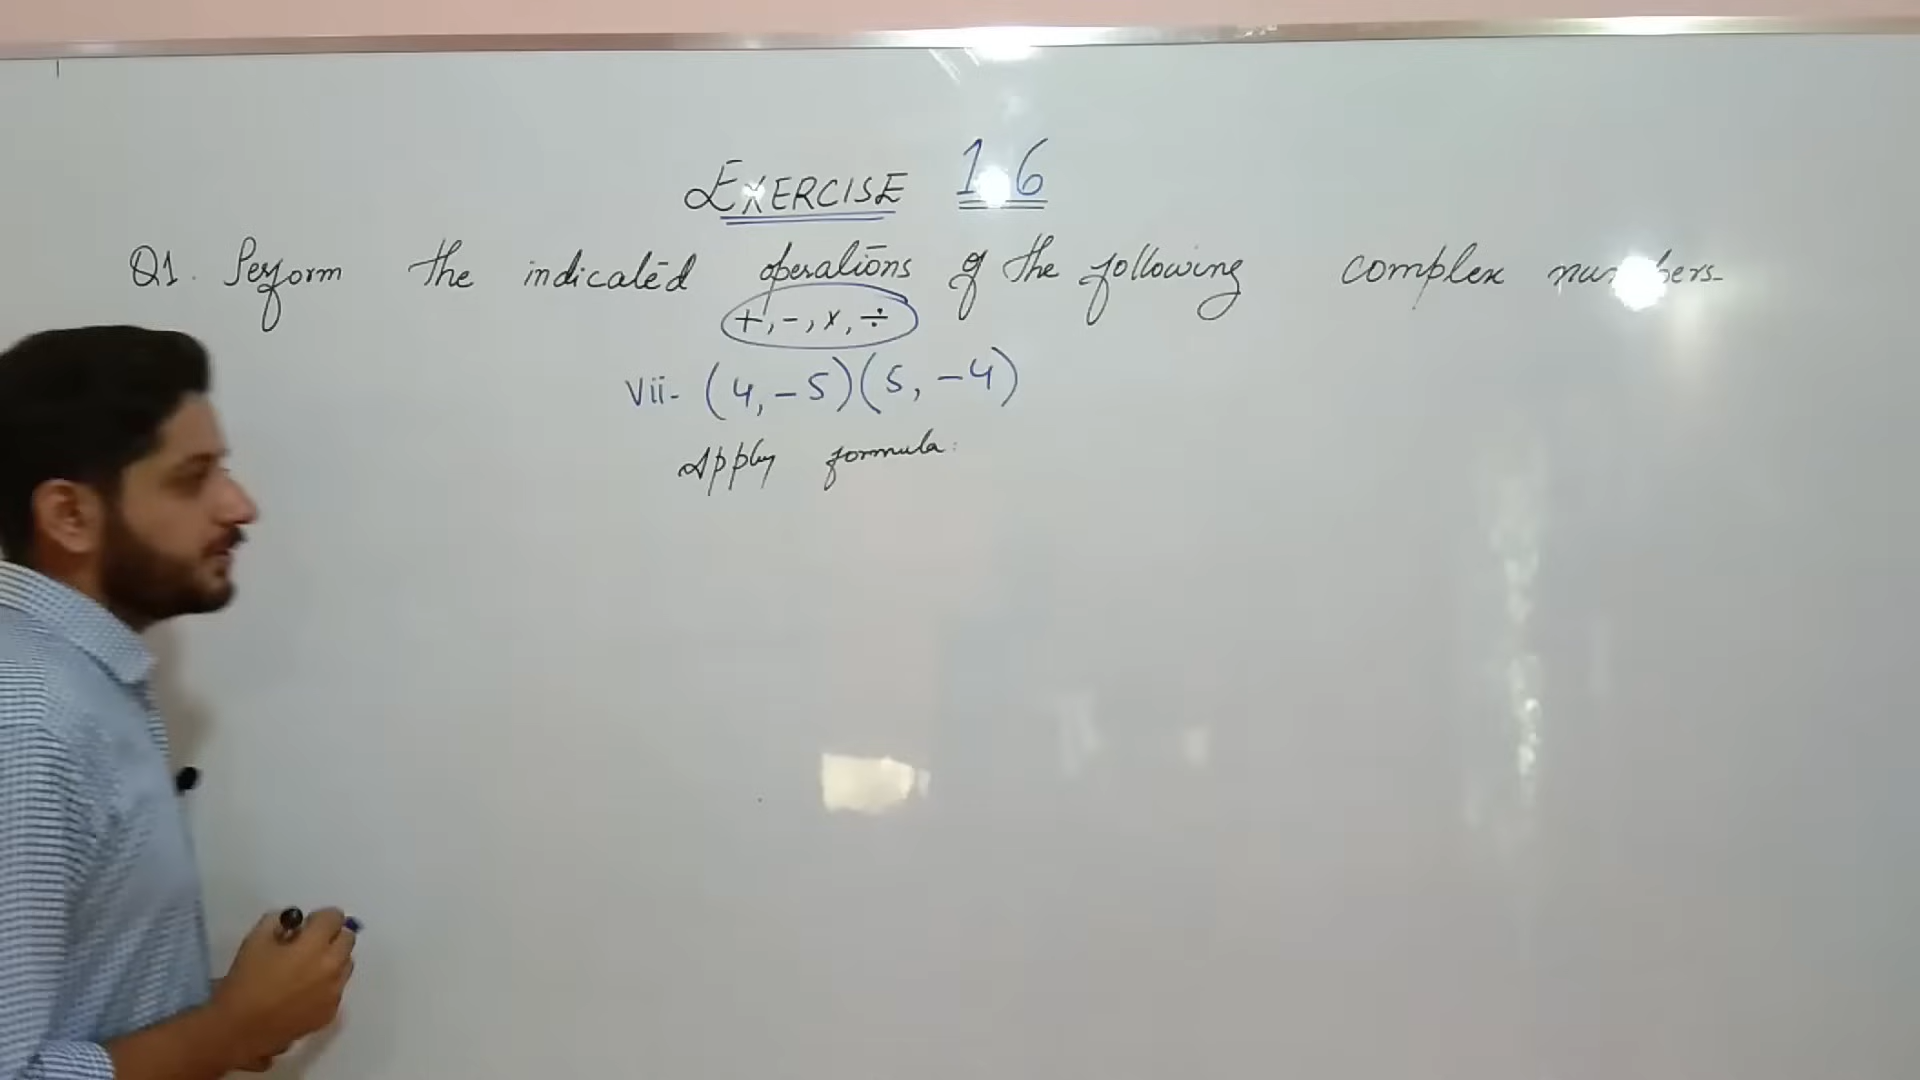 EXERCISE 1.6
Q1. Perform the indicated operations of the following complex numbers.
+, -, ×, ÷
Vii- (4, -5)(5, -4)
Apply formula: